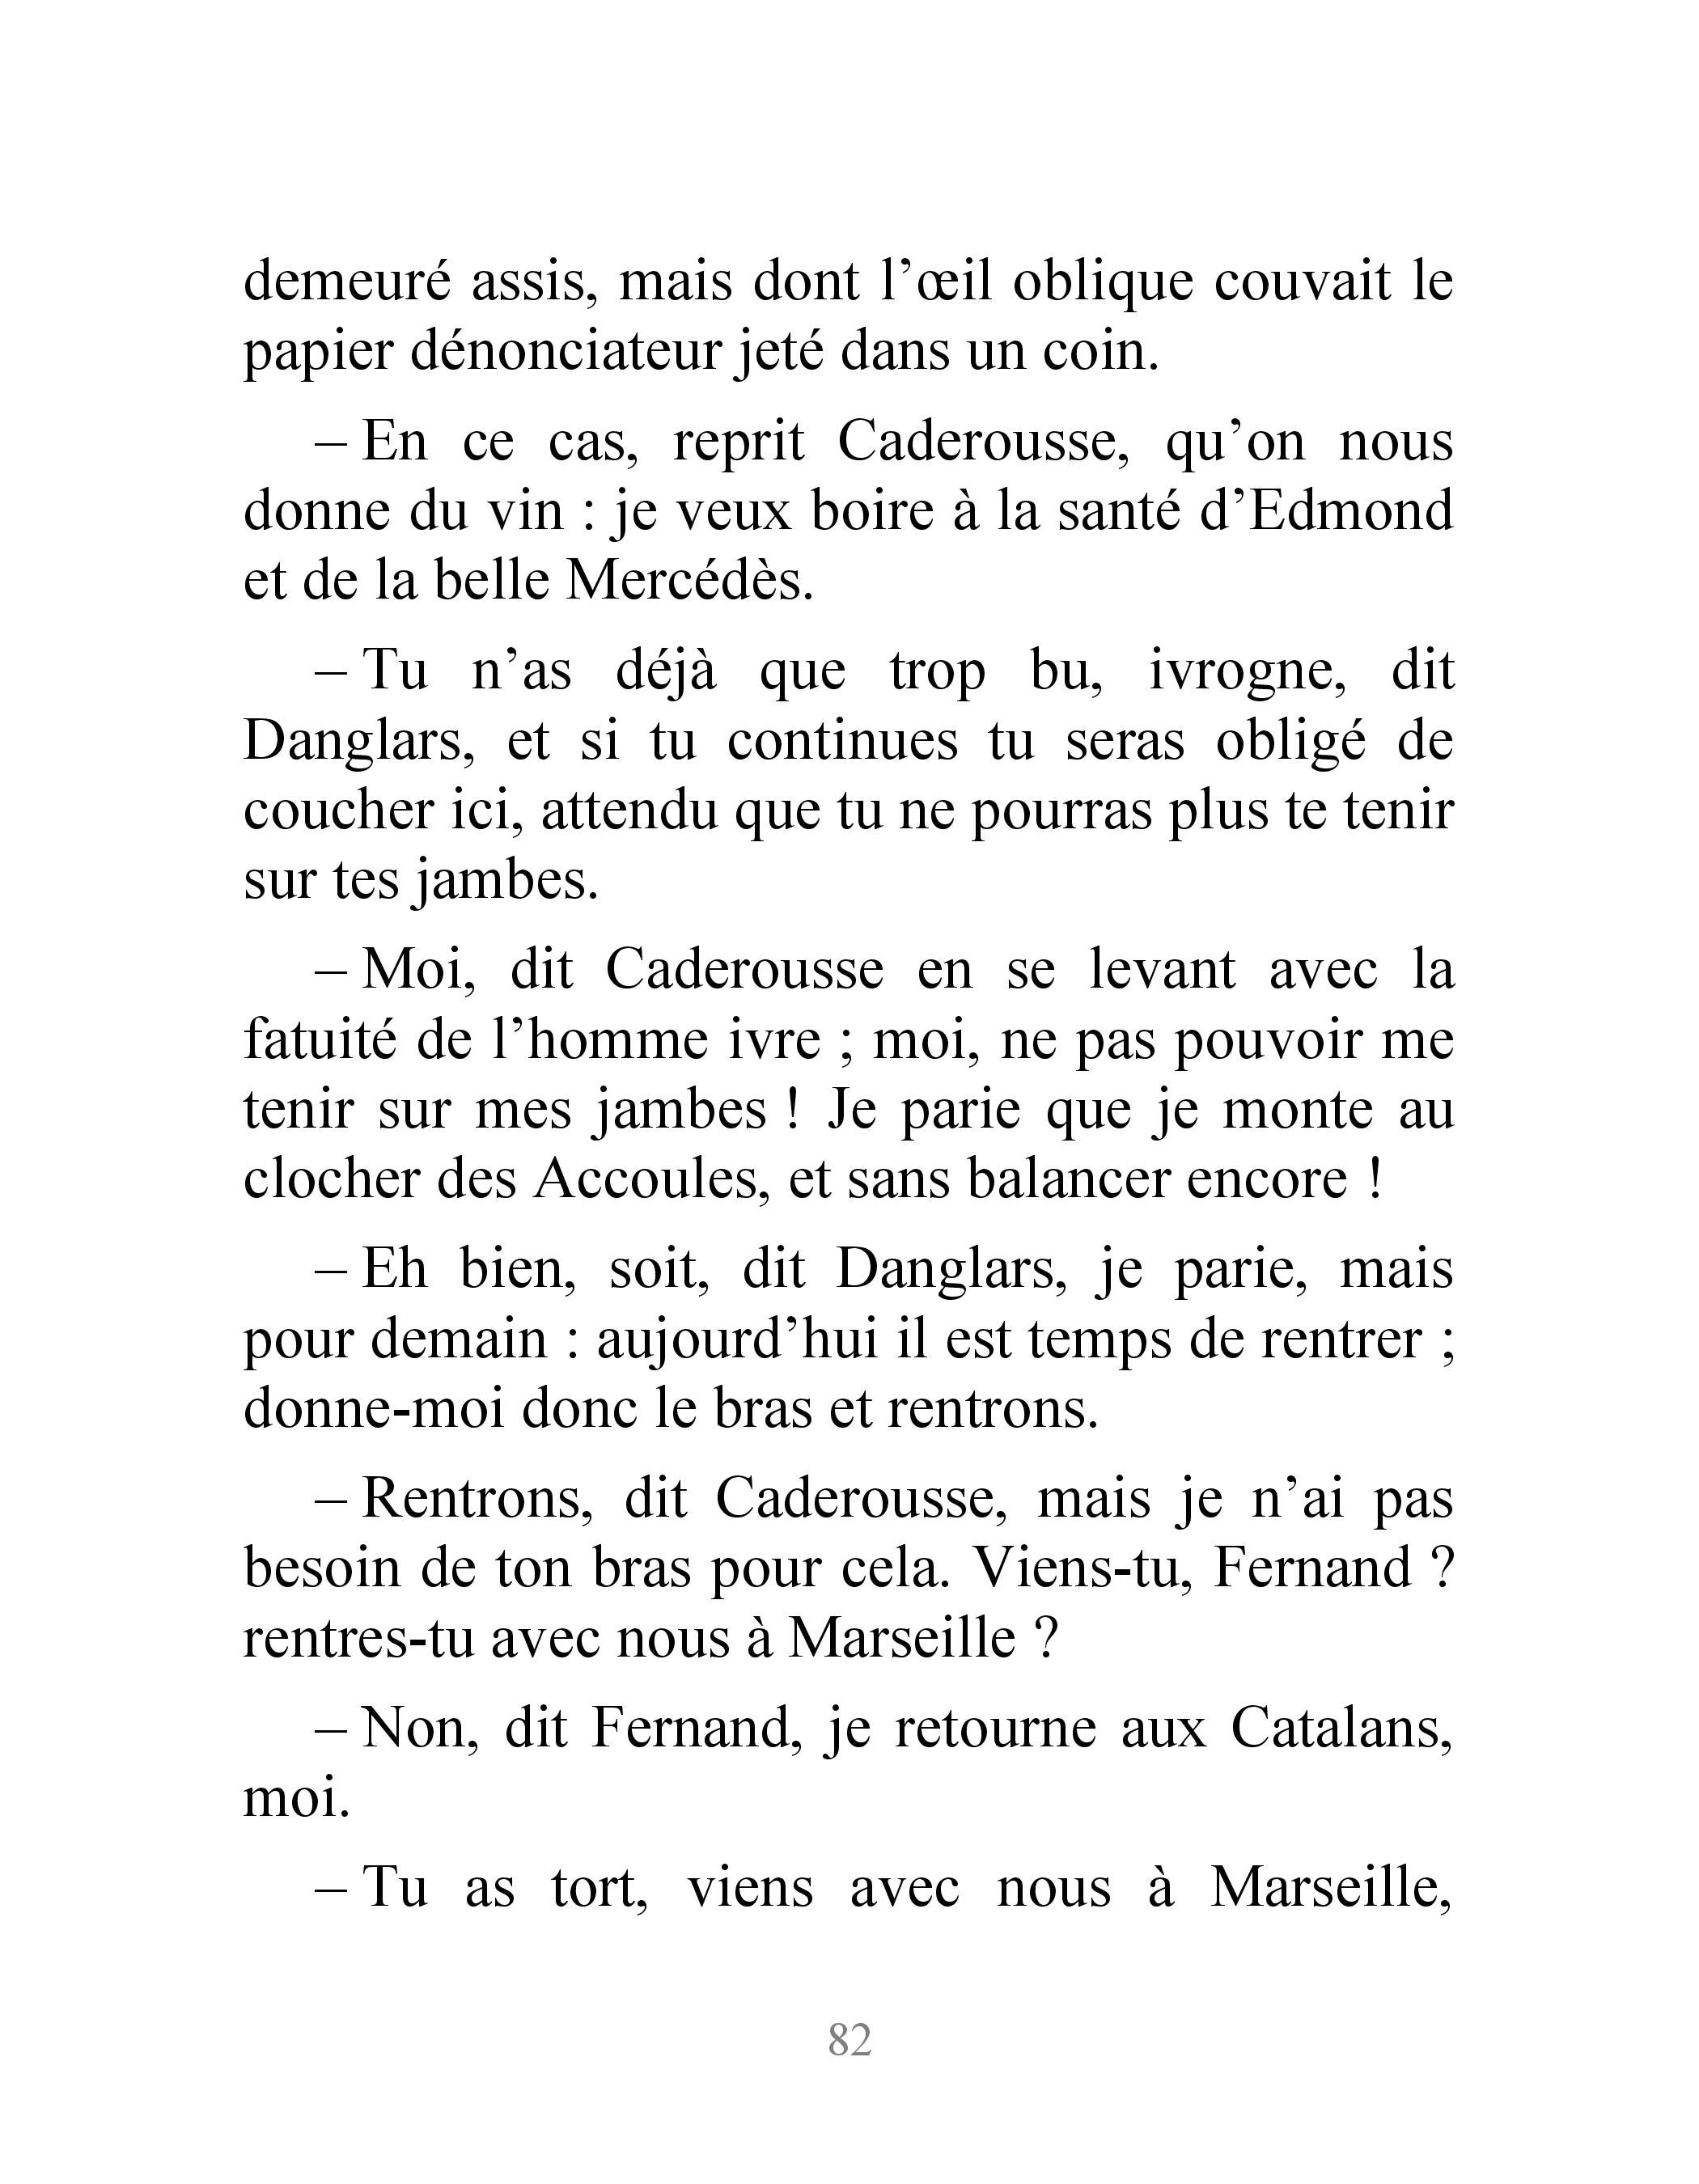 demeuré assis, mais dont l’œil oblique couvait le
papier dénonciateur jeté dans un coin.
– En ce cas, reprit Caderousse, qu’on nous
donne du vin : je veux boire à la santé d’Edmond
et de la belle Mercédès.
– Tu n’as déjà que trop bu, ivrogne, dit
Danglars, et si tu continues tu seras obligé de
coucher ici, attendu que tu ne pourras plus te tenir
sur tes jambes.
– Moi, dit Caderousse en se levant avec la
fatuité de l’homme ivre ; moi, ne pas pouvoir me
tenir sur mes jambes ! Je parie que je monte au
clocher des Accoules, et sans balancer encore !
– Eh bien, soit, dit Danglars, je parie, mais
pour demain : aujourd’hui il est temps de rentrer ;
donne-moi donc le bras et rentrons.
– Rentrons, dit Caderousse, mais je n’ai pas
besoin de ton bras pour cela. Viens-tu, Fernand ?
rentres-tu avec nous à Marseille ?
– Non, dit Fernand, je retourne aux Catalans,
moi.
– Tu as tort, viens avec nous à Marseille,
82